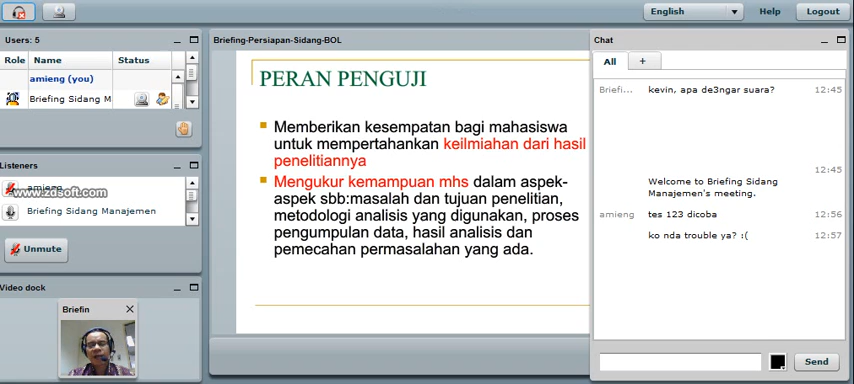 English
Help
Logout
Users: 5
Role Name Status
amieng (you)
Briefing Sidang M
Listeners
amieng
www.zdsoft.com
Briefing Sidang Manajemen
Unmute
Video dock
Briefin
Briefing-Persiapan-Sidang-BOL
PERAN PENGUJI
Memberikan kesempatan bagi mahasiswa
untuk mempertahankan keilmiahan dari hasil
penelitiannya
Mengukur kemampuan mhs dalam aspek-
aspek sbb:masalah dan tujuan penelitian,
metodologi analisis yang digunakan, proses
pengumpulan data, hasil analisis dan
pemecahan permasalahan yang ada.
Chat
All +
Briefi... kevin, apa de3ngar suara? 12:45
12:45
Welcome to Briefing Sidang
Manajemen's meeting.
amieng tes 123 dicoba 12:56
ko nda trouble ya? :( 12:57
Send